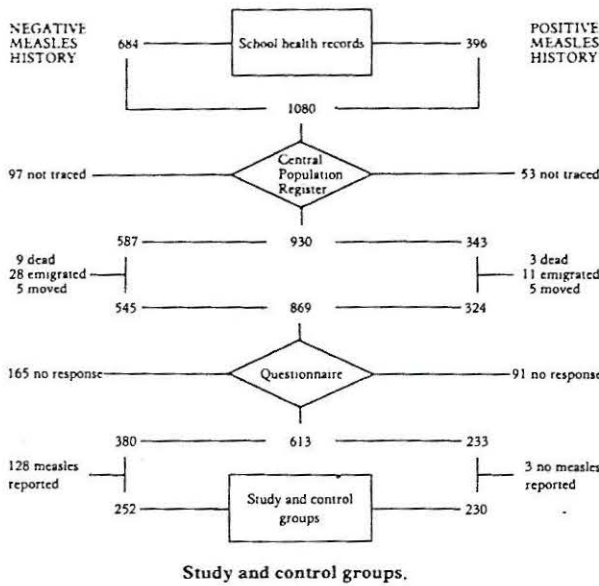 NEGATIVE
MEASLES
HISTORY
684
School health records
396
POSITIVE
MEASLES
HISTORY
1080
97 not traced
Central
Population
Register
53 not traced
587
930
343
9 dead
28 emigrated
5 moved
3 dead
11 emigrated
5 moved
545
869
324
165 no response
Questionnaire
91 no response
380
613
233
128 measles
reported
3 no measles
reported
252
Study and control
groups
230
Study and control groups.